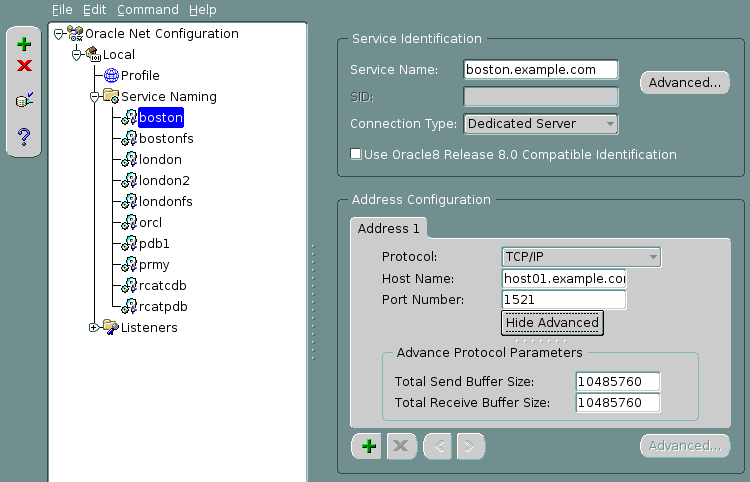 File Edit Command Help
Oracle Net Configuration
Local
Profile
Service Naming
boston
bostonfs
london
london2
londonfs
orcl
pdb1
prmy
rcatcdb
rcatpdb
Listeners
Service Identification
Service Name: boston.example.com
Advanced...
SID:
Connection Type: Dedicated Server
Use Oracle8 Release 8.0 Compatible Identification
Address Configuration
Address 1
Protocol: TCP/IP
Host Name: host01.example.co
Port Number: 1521
Hide Advanced
Advance Protocol Parameters
Total Send Buffer Size: 10485760
Total Receive Buffer Size: 10485760
Advanced...